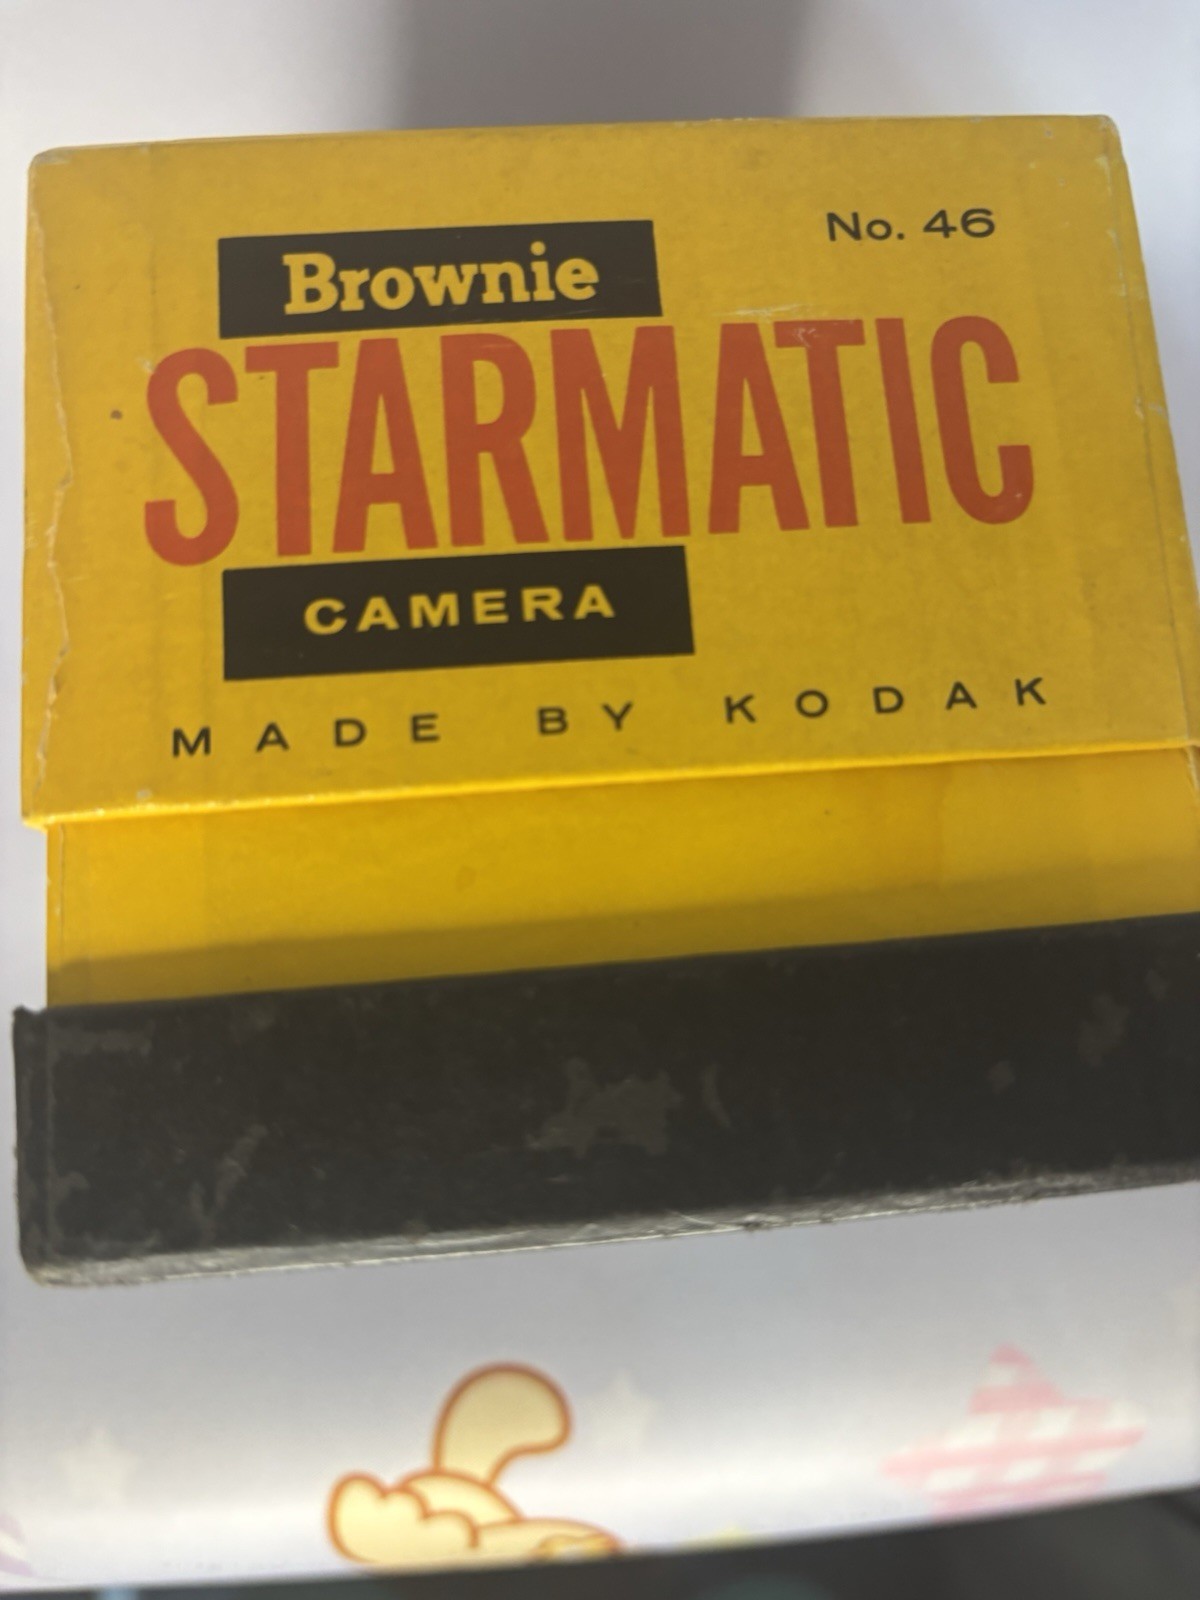 No. 46
Brownie
STARMATIC
CAMERA
MADE BY KODAK